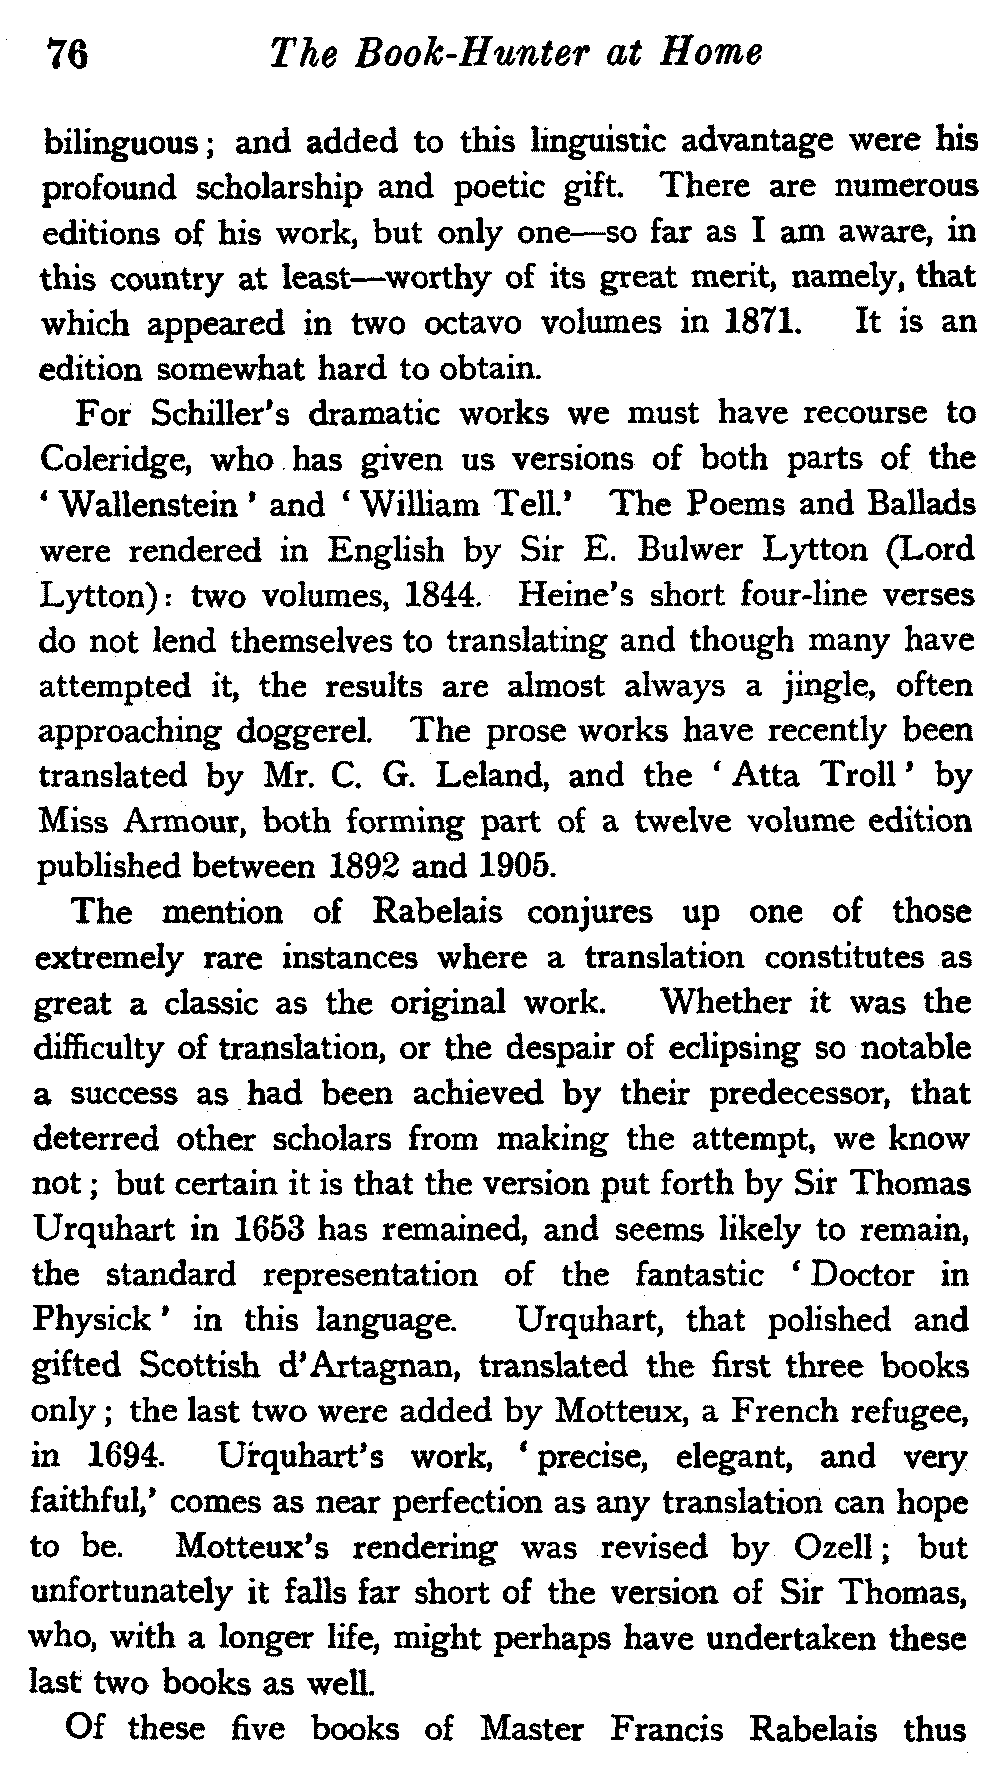 76 The Book-Hunter at Home
bilinguous; and added to this linguistic advantage were his
profound scholarship and poetic gift. There are numerous
editions of his work, but only one—so far as I am aware, in
this country at least—worthy of its great merit, namely, that
which appeared in two octavo volumes in 1871. It is an
edition somewhat hard to obtain.
For Schiller's dramatic works we must have recourse to
Coleridge, who has given us versions of both parts of the
‘Wallenstein’ and ‘William Tell.’ The Poems and Ballads
were rendered in English by Sir E. Bulwer Lytton (Lord
Lytton): two volumes, 1844. Heine's short four-line verses
do not lend themselves to translating and though many have
attempted it, the results are almost always a jingle, often
approaching doggerel. The prose works have recently been
translated by Mr. C. G. Leland, and the ‘Atta Troll’ by
Miss Armour, both forming part of a twelve volume edition
published between 1892 and 1905.
The mention of Rabelais conjures up one of those
extremely rare instances where a translation constitutes as
great a classic as the original work. Whether it was the
difficulty of translation, or the despair of eclipsing so notable
a success as had been achieved by their predecessor, that
deterred other scholars from making the attempt, we know
not; but certain it is that the version put forth by Sir Thomas
Urquhart in 1653 has remained, and seems likely to remain,
the standard representation of the fantastic ‘Doctor in
Physick’ in this language. Urquhart, that polished and
gifted Scottish d'Artagnan, translated the first three books
only; the last two were added by Motteux, a French refugee,
in 1694. Urquhart's work, ‘precise, elegant, and very
faithful,’ comes as near perfection as any translation can hope
to be. Motteux's rendering was revised by Ozell; but
unfortunately it falls far short of the version of Sir Thomas,
who, with a longer life, might perhaps have undertaken these
last two books as well.
Of these five books of Master Francis Rabelais thus